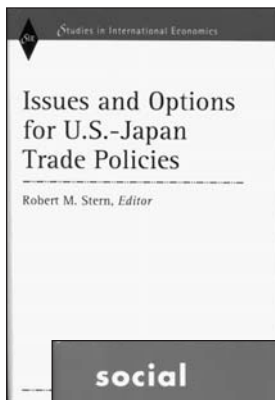 Studies in International Economics
Issues and Options
for U.S.-Japan
Trade Policies
Robert M. Stern, Editor
social